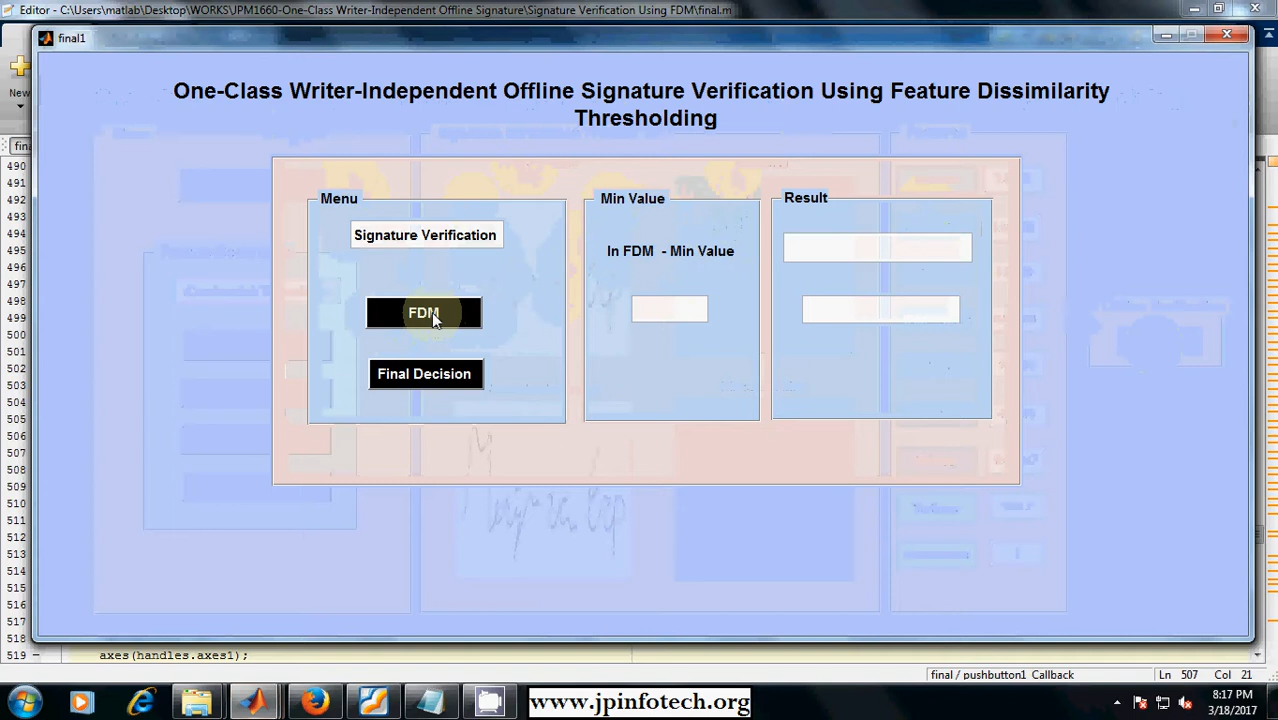 Editor - C:\Users\matlab\Desktop\WORKS\JPM1660-One-Class Writer-Independent Offline Signature\Signature Verification Using FDM\final.m
final1
New
One-Class Writer-Independent Offline Signature Verification Using Feature Dissimilarity
Thresholding
Menu
Min Value
Result
Signature Verification
In FDM - Min Value
FDM
Final Decision
490
491
492
493
494
495
496
497
498
499
500
501
502
503
504
505
506
507
508
509
510
511
512
513
514
515
516
517
518
519 – axes(handles.axes1);
final / pushbutton1 Callback
Ln 507 Col 21
www.jpinfotech.org
8:17 PM
3/18/2017